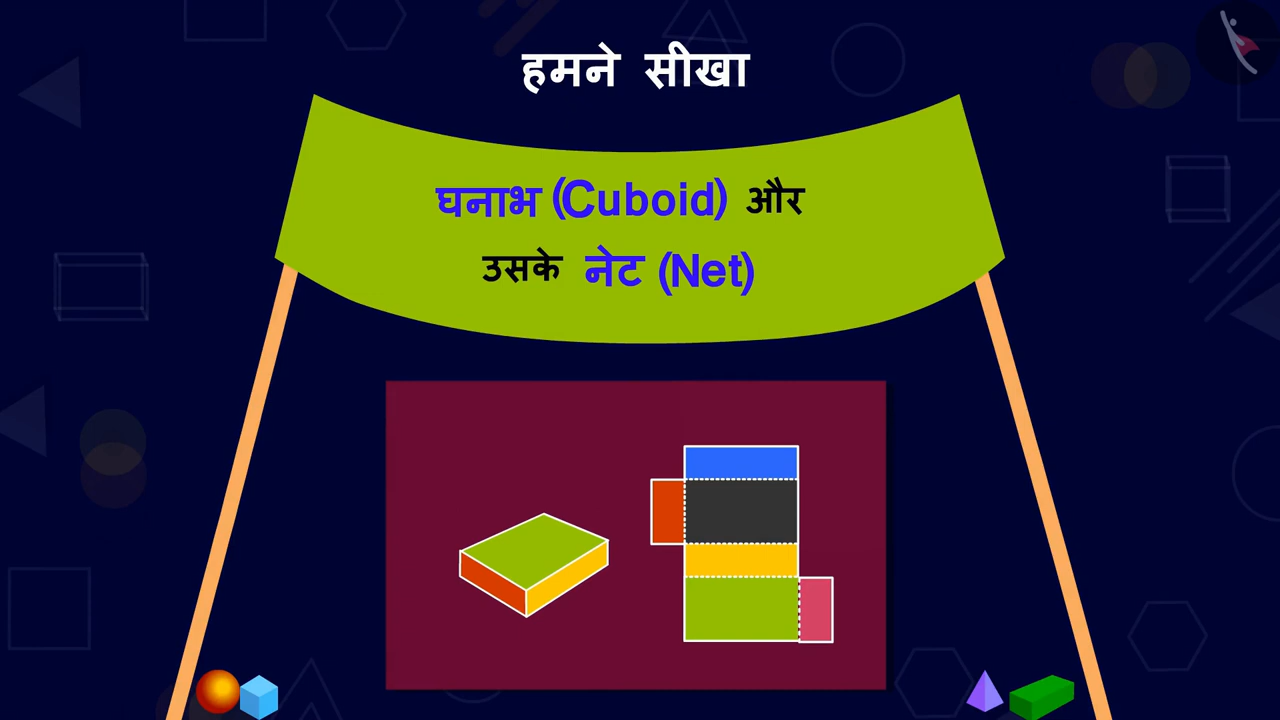 हमने सीखा
घनाभ (Cuboid) और
उसके नेट (Net)